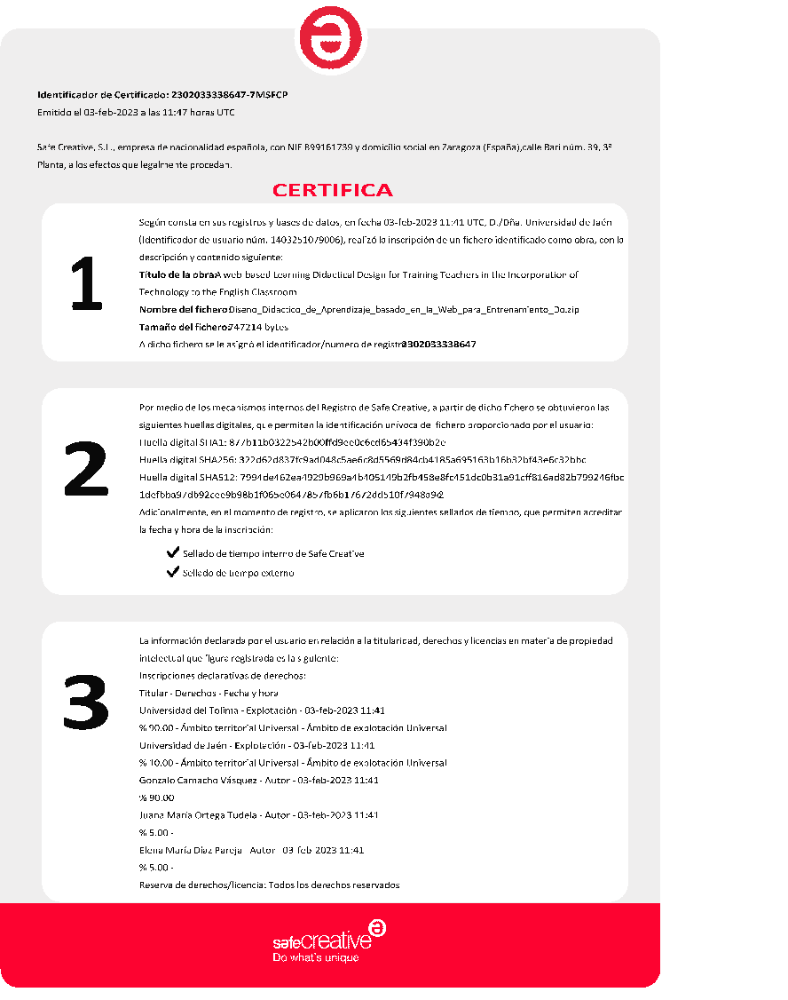 Identificador de Certificado: 2302033338647-7MSFCP
Emitido el 03-feb-2023 a las 11:47 horas UTC
Safe Creative, S.L., empresa de nacionalidad española, con NIF B99161739 y domicilio social en Zaragoza (España),calle Bari núm. 39, 3ª
Planta, a los efectos que legalmente procedan.
CERTIFICA
1
Según consta en sus registros y bases de datos, en fecha 03-feb-2023 11:41 UTC, D./Dña. Universidad de Jaén
(Identificador de usuario núm. 1403251079006), realizó la inscripción de un fichero identificado como obra, con la
descripción y contenido siguiente:
Título de la obra:A web-based Learning Didactical Design for Training Teachers in the Incorporation of
Technology to the English Classroom
Nombre del fichero:Diseno_Didactico_de_Aprendizaje_basado_en_la_Web_para_Entrenamiento_Do.zip
Tamaño del fichero:747214 bytes
A dicho fichero se le asignó el identificador/número de registro2302033338647
2
Por medio de los mecanismos internos del Registro de Safe Creative, a partir de dicho fichero se obtuvieron las
siguientes huellas digitales, que permiten la identificación unívoca del fichero proporcionado por el usuario:
Huella digital SHA1:
Huella digital SHA256:
Huella digital SHA512:
Adicionalmente, en el momento de registro, se aplicaron los siguientes sellados de tiempo, que permiten acreditar
la fecha y hora de la inscripción:
✔ Sellado de tiempo interno de Safe Creative
✔ Sellado de tiempo externo
3
La información declarada por el usuario en relación a la titularidad, derechos y licencias en materia de propiedad
intelectual que figura registrada es la siguiente:
Inscripciones declarativas de derechos:
Titular - Derechos - Fecha y hora
Universidad del Tolima - Explotación - 03-feb-2023 11:41
% 90.00 - Ámbito territorial Universal - Ámbito de explotación Universal
Universidad de Jaén - Explotación - 03-feb-2023 11:41
% 10.00 - Ámbito territorial Universal - Ámbito de explotación Universal
Gonzalo Camacho Vásquez - Autor - 03-feb-2023 11:41
% 90.00
Juana María Ortega Tudela - Autor - 03-feb-2023 11:41
% 5.00 -
Elena María Díaz Pareja - Autor - 03-feb-2023 11:41
% 5.00 -
Reserva de derechos/licencia: Todos los derechos reservados
safecreative
Do what's unique